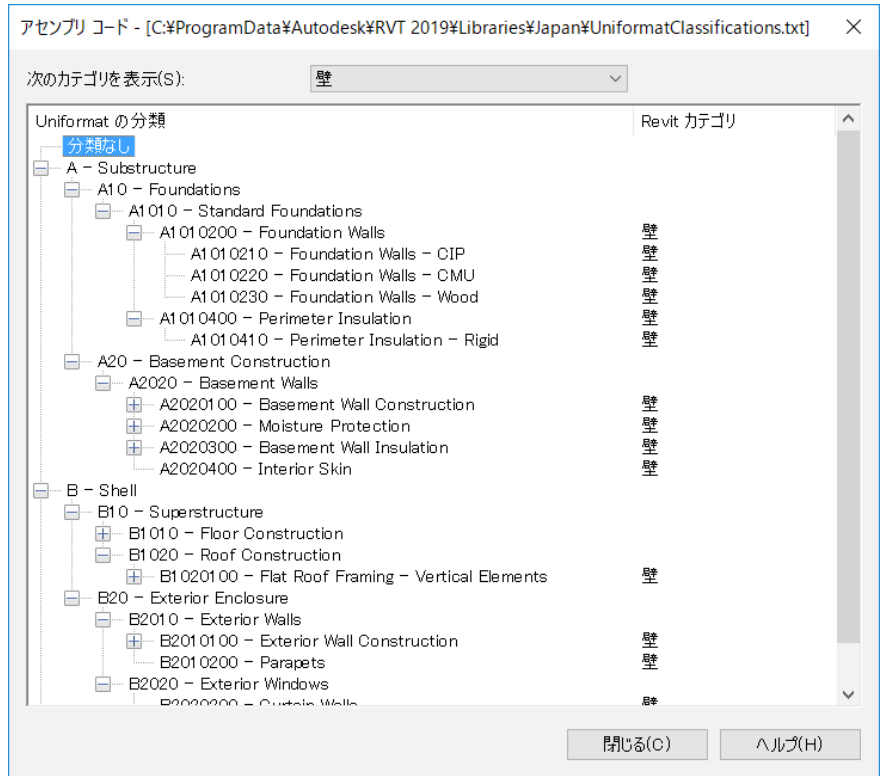 アセンブリ コード - [C:¥ProgramData¥Autodesk¥RVT 2019¥Libraries¥Japan¥UniformatClassifications.txt]
次のカテゴリを表示(S): 壁
Uniformat の分類 Revit カテゴリ
分類なし
A - Substructure
A10 - Foundations
A1010 - Standard Foundations
A1010200 - Foundation Walls 壁
A1010210 - Foundation Walls - CIP 壁
A1010220 - Foundation Walls - CMU 壁
A1010230 - Foundation Walls - Wood 壁
A1010400 - Perimeter Insulation 壁
A1010410 - Perimeter Insulation - Rigid 壁
A20 - Basement Construction
A2020 - Basement Walls
A2020100 - Basement Wall Construction 壁
A2020200 - Moisture Protection 壁
A2020300 - Basement Wall Insulation 壁
A2020400 - Interior Skin 壁
B - Shell
B10 - Superstructure
B1010 - Floor Construction
B1020 - Roof Construction
B1020100 - Flat Roof Framing - Vertical Elements 壁
B20 - Exterior Enclosure
B2010 - Exterior Walls
B2010100 - Exterior Wall Construction 壁
B2010200 - Parapets 壁
B2020 - Exterior Windows
B2020200 - Curtain Walls 壁
閉じる(C) ヘルプ(H)